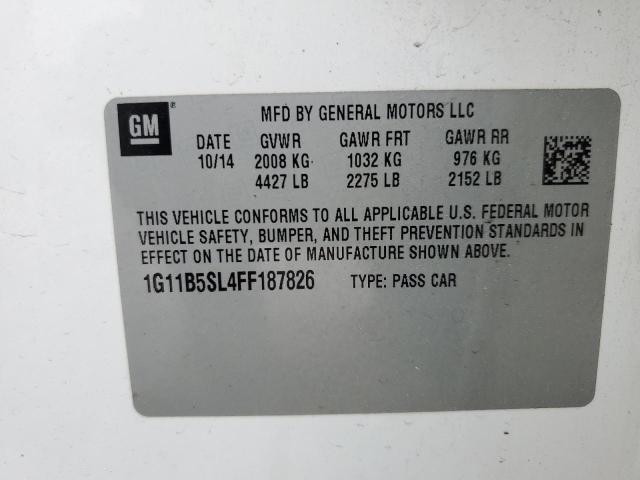 GM®
MFD BY GENERAL MOTORS LLC
DATE GVWR GAWR FRT GAWR RR
10/14 2008 KG 1032 KG 976 KG
4427 LB 2275 LB 2152 LB
THIS VEHICLE CONFORMS TO ALL APPLICABLE U.S. FEDERAL MOTOR
VEHICLE SAFETY, BUMPER, AND THEFT PREVENTION STANDARDS IN
EFFECT ON THE DATE OF MANUFACTURE SHOWN ABOVE.
1G11B5SL4FF187826 TYPE: PASS CAR